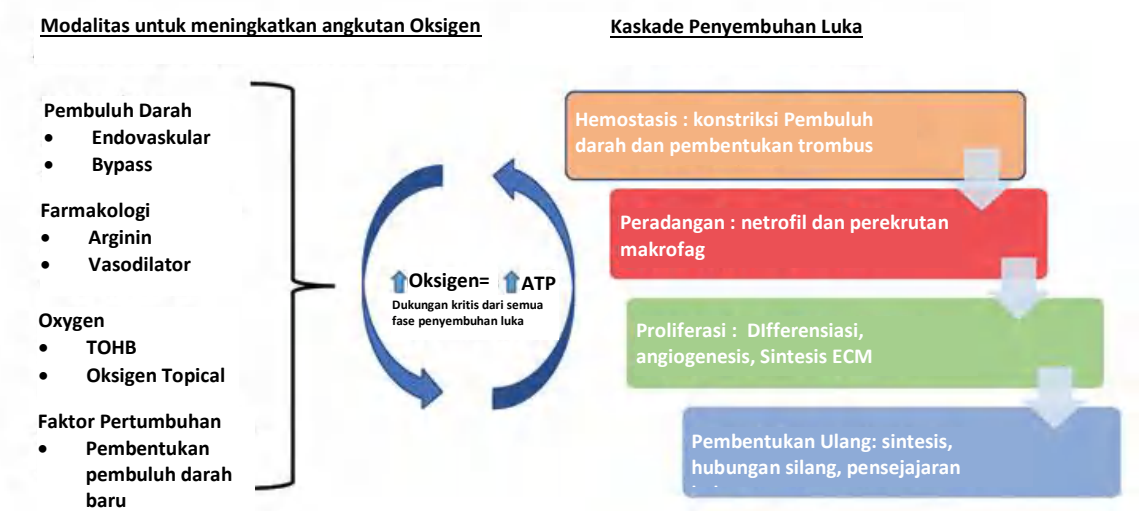 Modalitas untuk meningkatkan angkutan Oksigen
Pembuluh Darah
• Endovaskular
• Bypass
Farmakologi
• Arginin
• Vasodilator
Oxygen
• TOHB
• Oksigen Topical
Faktor Pertumbuhan
• Pembentukan
pembuluh darah
baru
Oksigen= ATP
Dukungan kritis dari semua
fase penyembuhan luka
Kaskade Penyembuhan Luka
Hemostasis : konstriksi Pembuluh
darah dan pembentukan trombus
Peradangan : netrofil dan perekrutan
makrofag
Proliferasi : DIfferensiasi,
angiogenesis, Sintesis ECM
Pembentukan Ulang: sintesis,
hubungan silang, pensejajaran